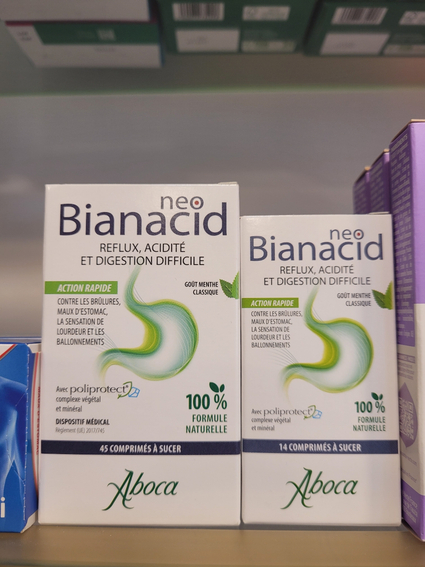 neo
Bianacid
REFLUX, ACIDITÉ
ET DIGESTION DIFFICILE
GOÛT MENTHE
CLASSIQUE
ACTION RAPIDE
CONTRE LES BRÛLURES,
MAUX D'ESTOMAC,
LA SENSATION DE
LOURDEUR ET LES
BALLONNEMENTS
Avec poliprotect
complexe végétal
et minéral
100 %
FORMULE
NATURELLE
DISPOSITIF MÉDICAL
Règlement (UE) 2017/745
45 COMPRIMÉS À SUCER
Aboca
neo
Bianacid
REFLUX, ACIDITÉ
ET DIGESTION DIFFICILE
GOÛT MENTHE
CLASSIQUE
ACTION RAPIDE
CONTRE LES BRÛLURES,
MAUX D'ESTOMAC,
LA SENSATION DE
LOURDEUR ET LES
BALLONNEMENTS
Avec poliprotect
complexe végétal
et minéral
100 %
FORMULE
NATURELLE
14 COMPRIMÉS À SUCER
Aboca
i